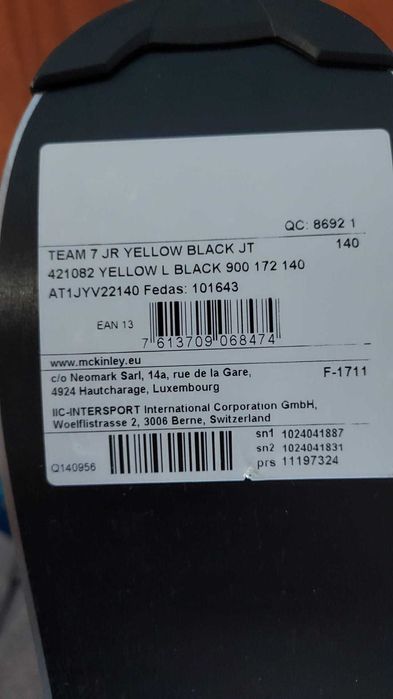 QC: 8692 1
TEAM 7 JR YELLOW BLACK JT 140
421082 YELLOW L BLACK 900 172 140
AT1JYV22140 Fedas: 101643
EAN 13
7 613709 068474
www.mckinley.eu
c/o Neomark Sarl, 14a, rue de la Gare, F-1711
4924 Hautcharage, Luxembourg
IIC-INTERSPORT International Corporation GmbH,
Woelflistrasse 2, 3006 Berne, Switzerland
sn1 1024041887
sn2 1024041831
Q140956 prs 11197324